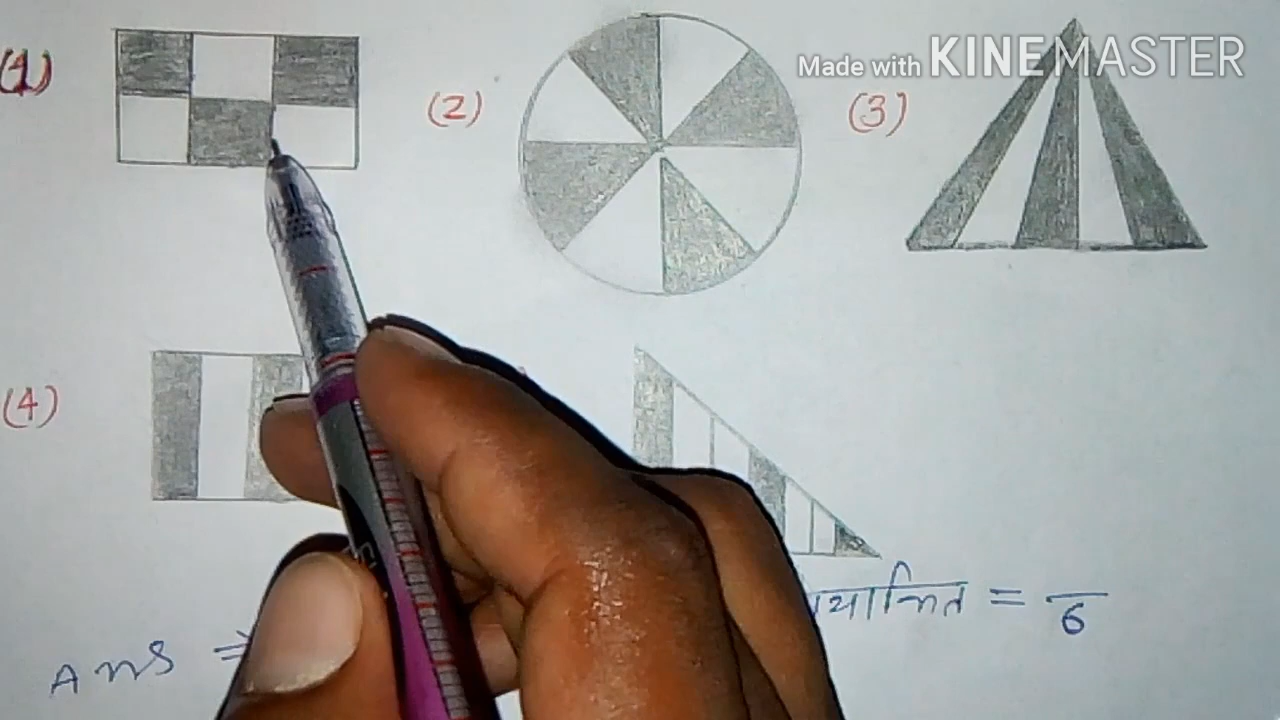 (1)
(2)
Made with KINEMASTER
(3)
(4)
Ans ⇒
= —/6